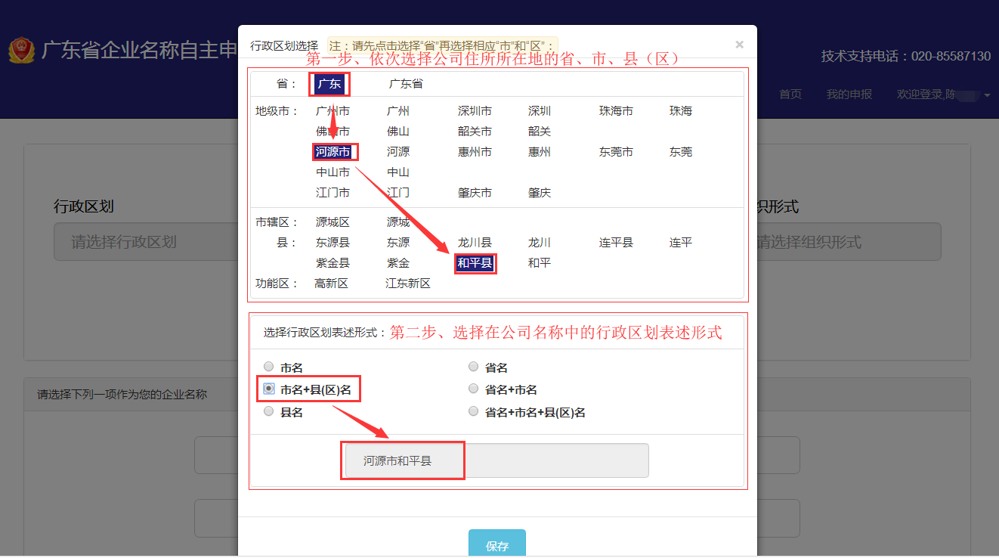 广东省企业名称自主申
技术支持电话：020-85587130
首页 我的申报 欢迎登录,陈
行政区划选择 注：请先点击选择“省”再选择相应“市”和“区”： ×
第一步、依次选择公司住所所在地的省、市、县（区）
省： 广东 广东省
地级市： 广州市 广州 深圳市 深圳 珠海市 珠海
佛山市 佛山 韶关市 韶关
河源市 河源 惠州市 惠州 东莞市 东莞
中山市 中山
江门市 江门 肇庆市 肇庆
市辖区： 源城区 源城
县： 东源县 东源 龙川县 龙川 连平县 连平
紫金县 紫金 和平县 和平
功能区： 高新区 江东新区
选择行政区划表述形式： 第二步、选择在公司名称中的行政区划表述形式
市名 省名
市名+县(区)名 省名+市名
县名 省名+市名+县(区)名
河源市和平县
保存
行政区划
请选择行政区划
织形式
请选择组织形式
请选择下列一项作为您的企业名称